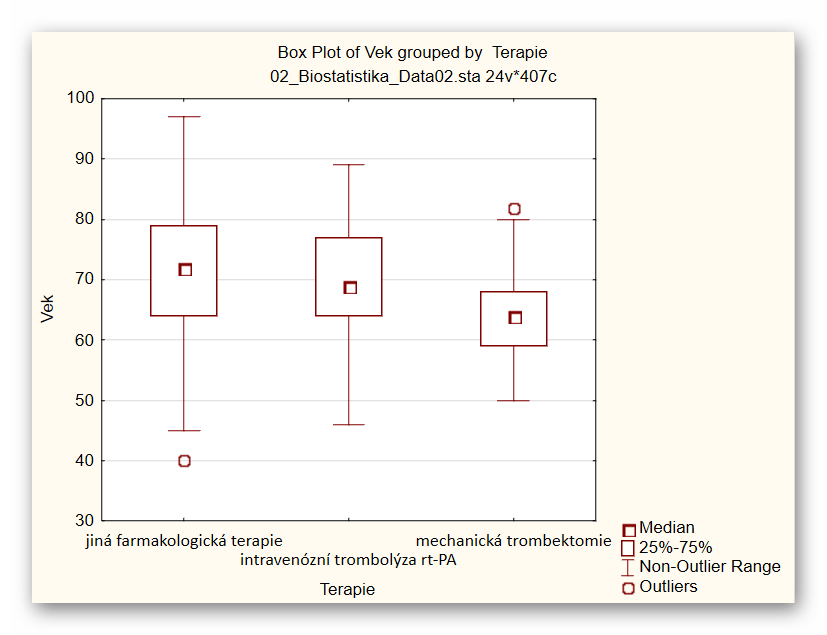 Box Plot of Vek grouped by  Terapie
02_Biostatistika_Data02.sta 24v*407c
100
90
80
70
60
50
40
30
Vek
jiná farmakologická terapie
intravenózní trombolýza rt-PA
mechanická trombektomie
Terapie
Median
25%-75%
Non-Outlier Range
Outliers